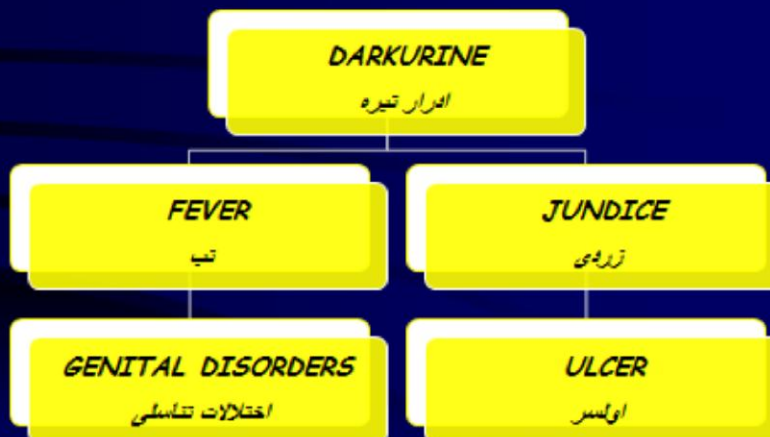 DARKURINE
ادرار تیره
FEVER
تب
JUNDICE
زردی
GENITAL DISORDERS
اختلالات تناسلی
ULCER
اولسر